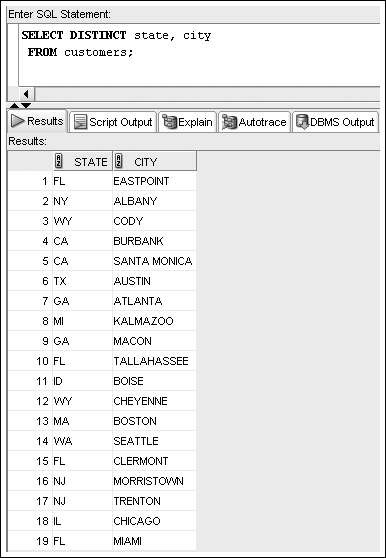 Enter SQL Statement:
SELECT DISTINCT state, city
FROM customers;
Results Script Output Explain Autotrace DBMS Output
Results:
STATE CITY
1 FL EASTPOINT
2 NY ALBANY
3 WY CODY
4 CA BURBANK
5 CA SANTA MONICA
6 TX AUSTIN
7 GA ATLANTA
8 MI KALMAZOO
9 GA MACON
10 FL TALLAHASSEE
11 ID BOISE
12 WY CHEYENNE
13 MA BOSTON
14 WA SEATTLE
15 FL CLERMONT
16 NJ MORRISTOWN
17 NJ TRENTON
18 IL CHICAGO
19 FL MIAMI